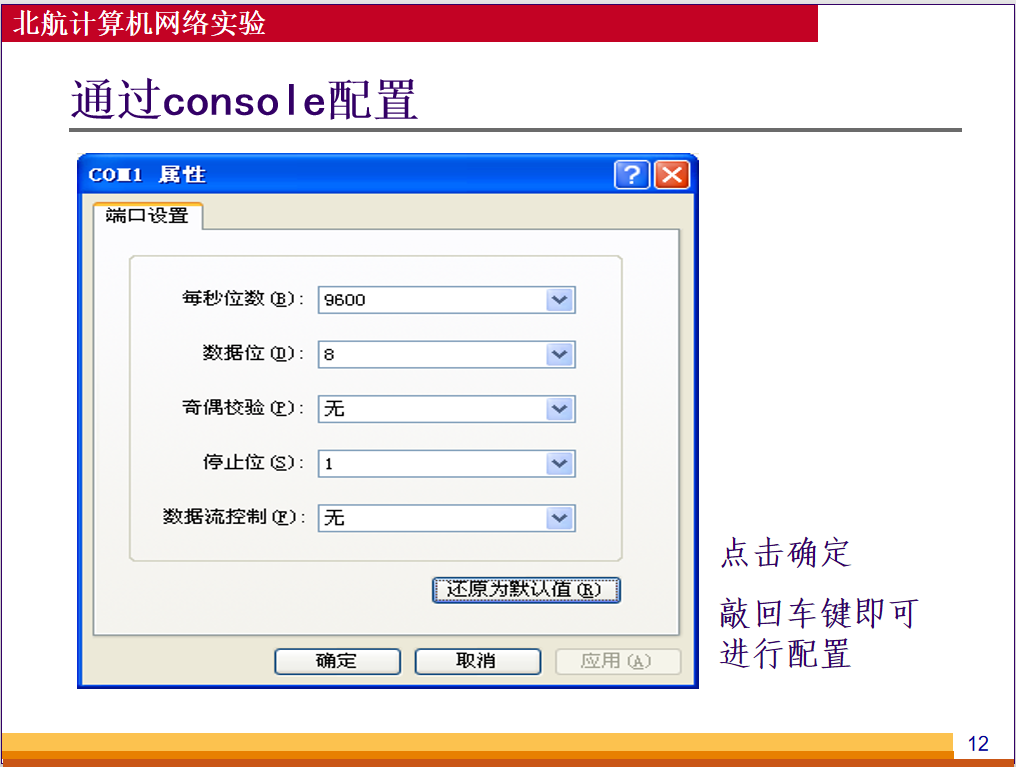 北航计算机网络实验
通过console配置
COM1 属性
端口设置
每秒位数(B): 9600
数据位(D): 8
奇偶校验(P): 无
停止位(S): 1
数据流控制(F): 无
还原为默认值(R)
确定 取消 应用(A)
点击确定
敲回车键即可
进行配置
12